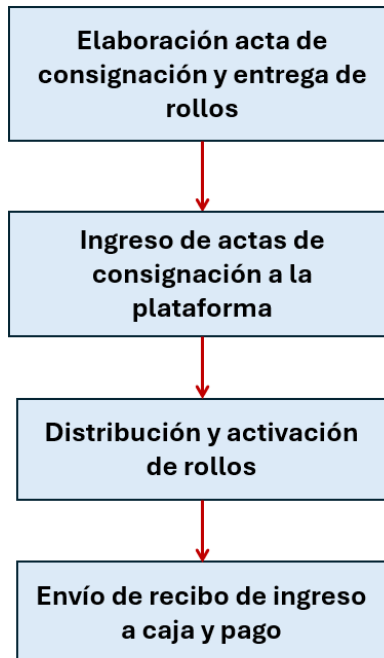 Elaboración acta de
consignación y entrega de
rollos
Ingreso de actas de
consignación a la
plataforma
Distribución y activación
de rollos
Envío de recibo de ingreso
a caja y pago